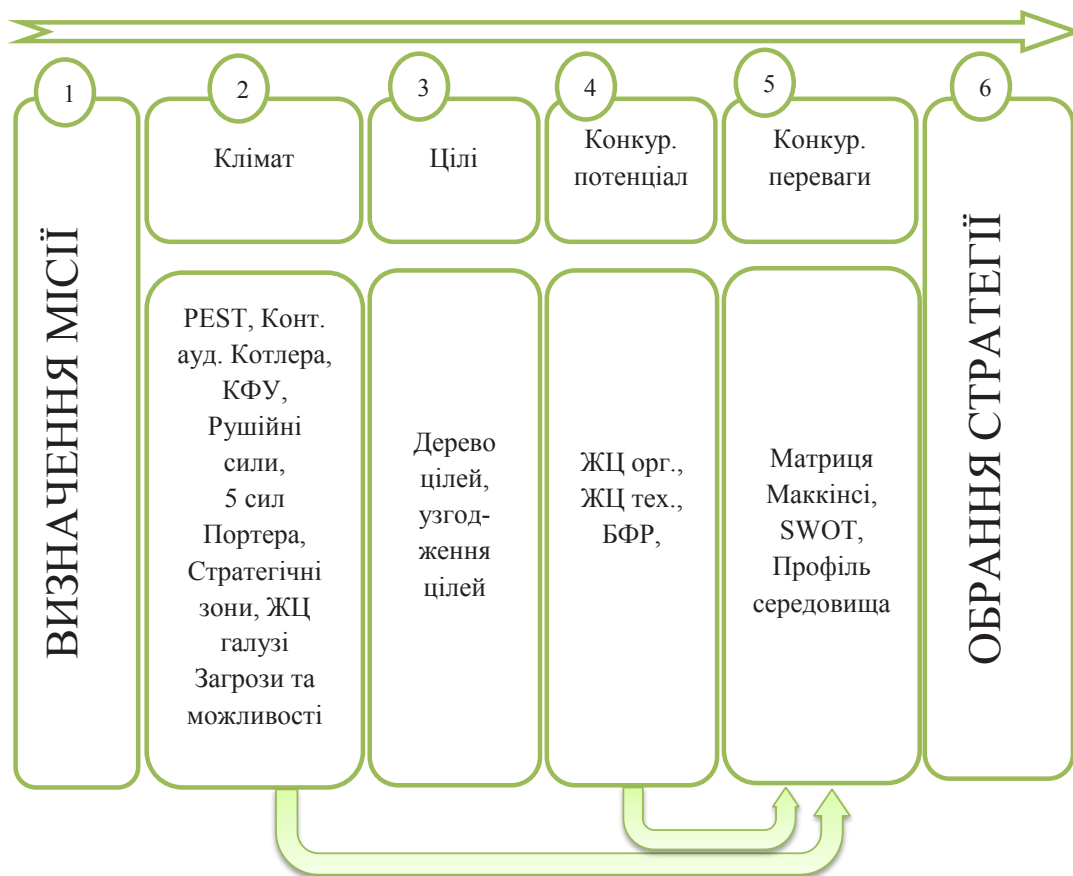 1
ВИЗНАЧЕННЯ МІСІЇ
2
Клімат
PEST, Конт.
ауд. Котлера,
КФУ,
Рушійні
сили,
5 сил
Портера,
Стратегічні
зони, ЖЦ
галузі
Загрози та
можливості
3
Цілі
Дерево
цілей,
узгод-
ження
цілей
4
Конкур.
потенціал
ЖЦ орг.,
ЖЦ тех.,
БФР,
5
Конкур.
переваги
Матриця
Маккінсі,
SWOT,
Профіль
середовища
6
ОБРАННЯ СТРАТЕГІЇ